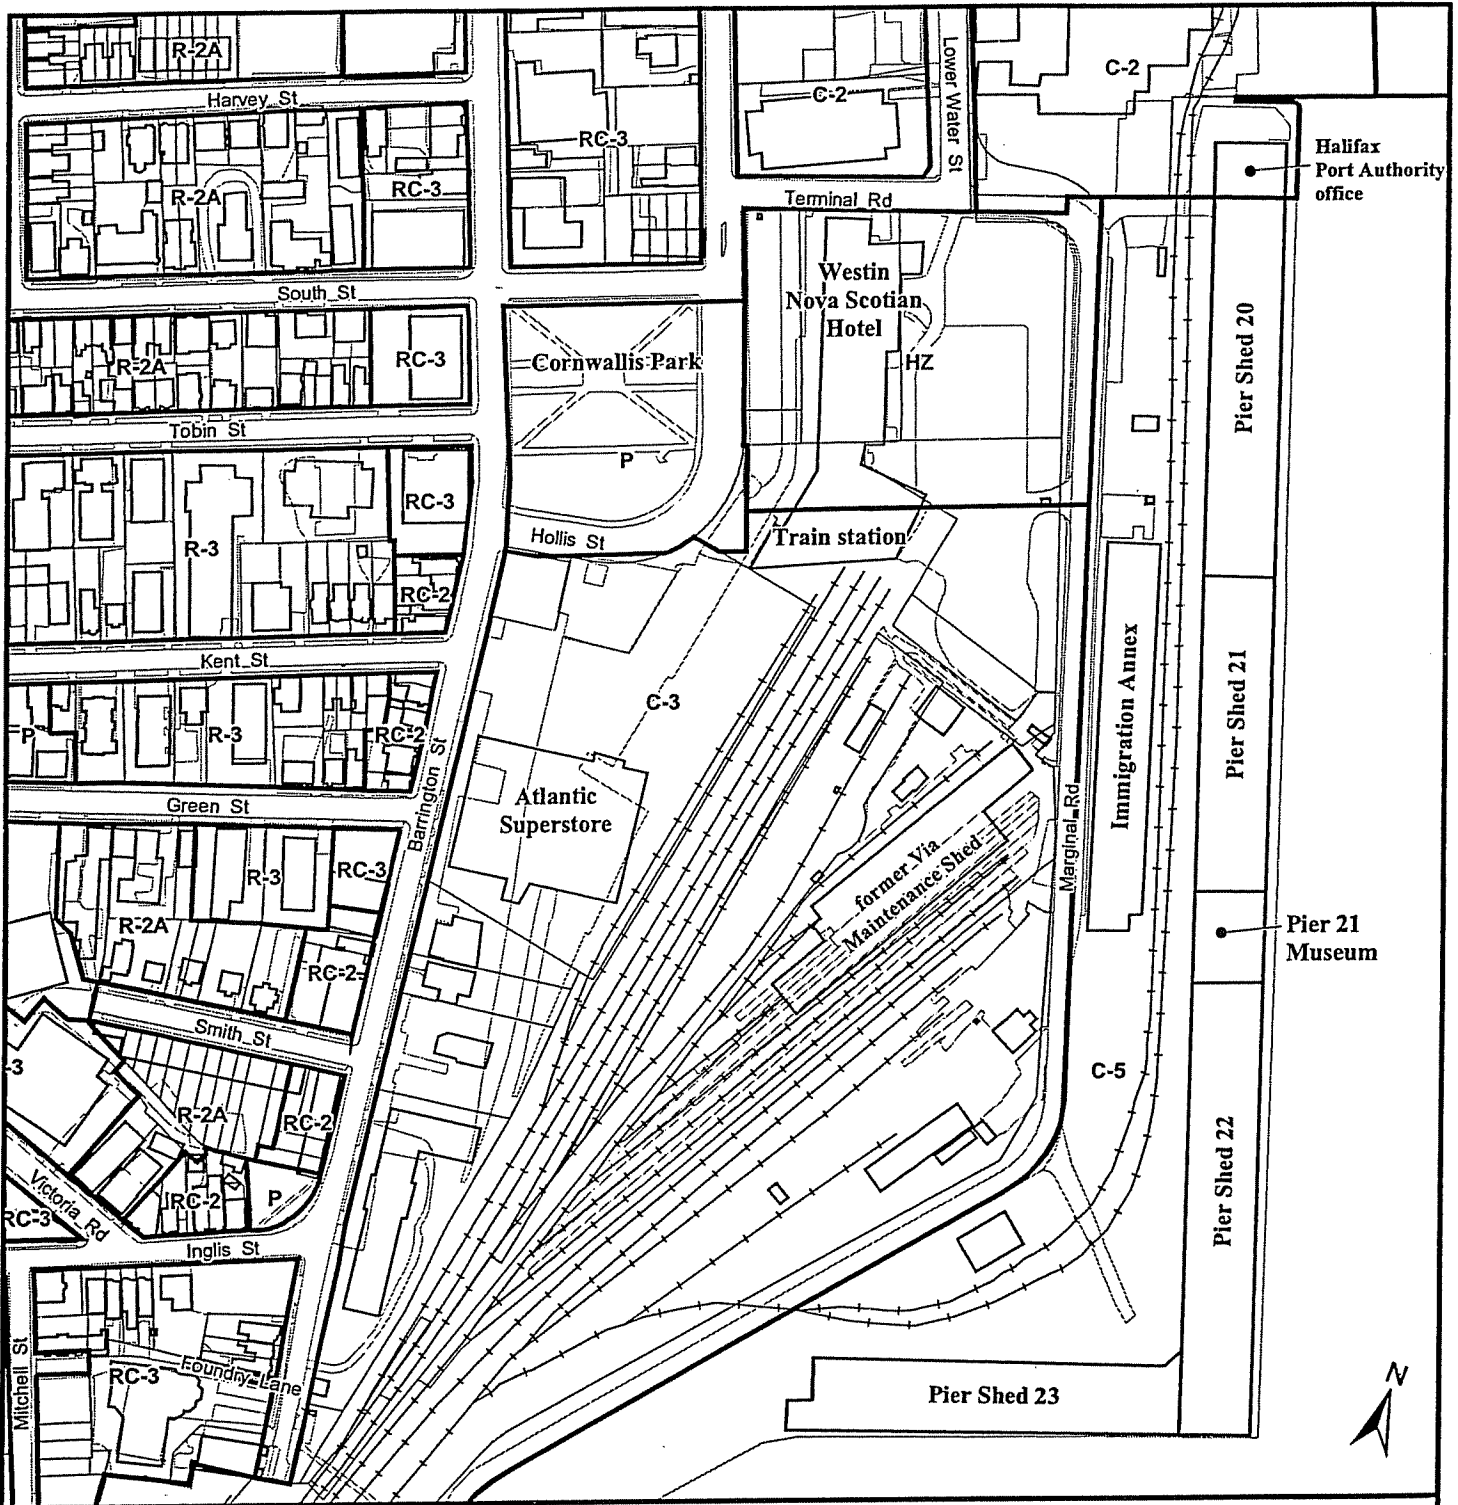 R-2A
Harvey St
RC-3
C-2
Lower Water St
C-2
Halifax
Port Authority
office
R-2A
RC-3
Terminal Rd
South St
Westin
Nova Scotian
Hotel
Cornwallis Park
HZ
Pier Shed 20
R-2A
RC-3
Tobin St
P
RC-3
R-3
Hollis St
Train station
RC-2
Kent St
C-3
Immigration Annex
Pier Shed 21
P
R-3
RC-2
Barrington St
Green St
Atlantic
Superstore
Marginal Rd
former Via
Maintenance Shed
R-3
RC-3
R-2A
Pier 21
Museum
RC-2
Smith St
-3
C-5
R-2A
RC-2
Pier Shed 22
Victoria Rd
RC-2
P
RC-3
Inglis St
Mitchell St
RC-3
Foundry Lane
Pier Shed 23
N